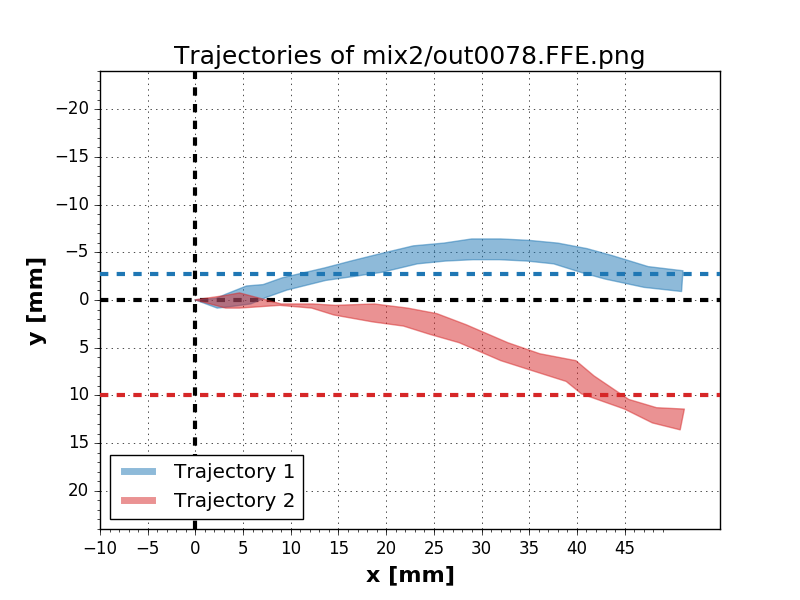 Trajectories of mix2/out0078.FFE.png
−20
−15
−10
−5
0
5
10
15
20
y [mm]
Trajectory 1
Trajectory 2
−10 −5 0 5 10 15 20 25 30 35 40 45
x [mm]